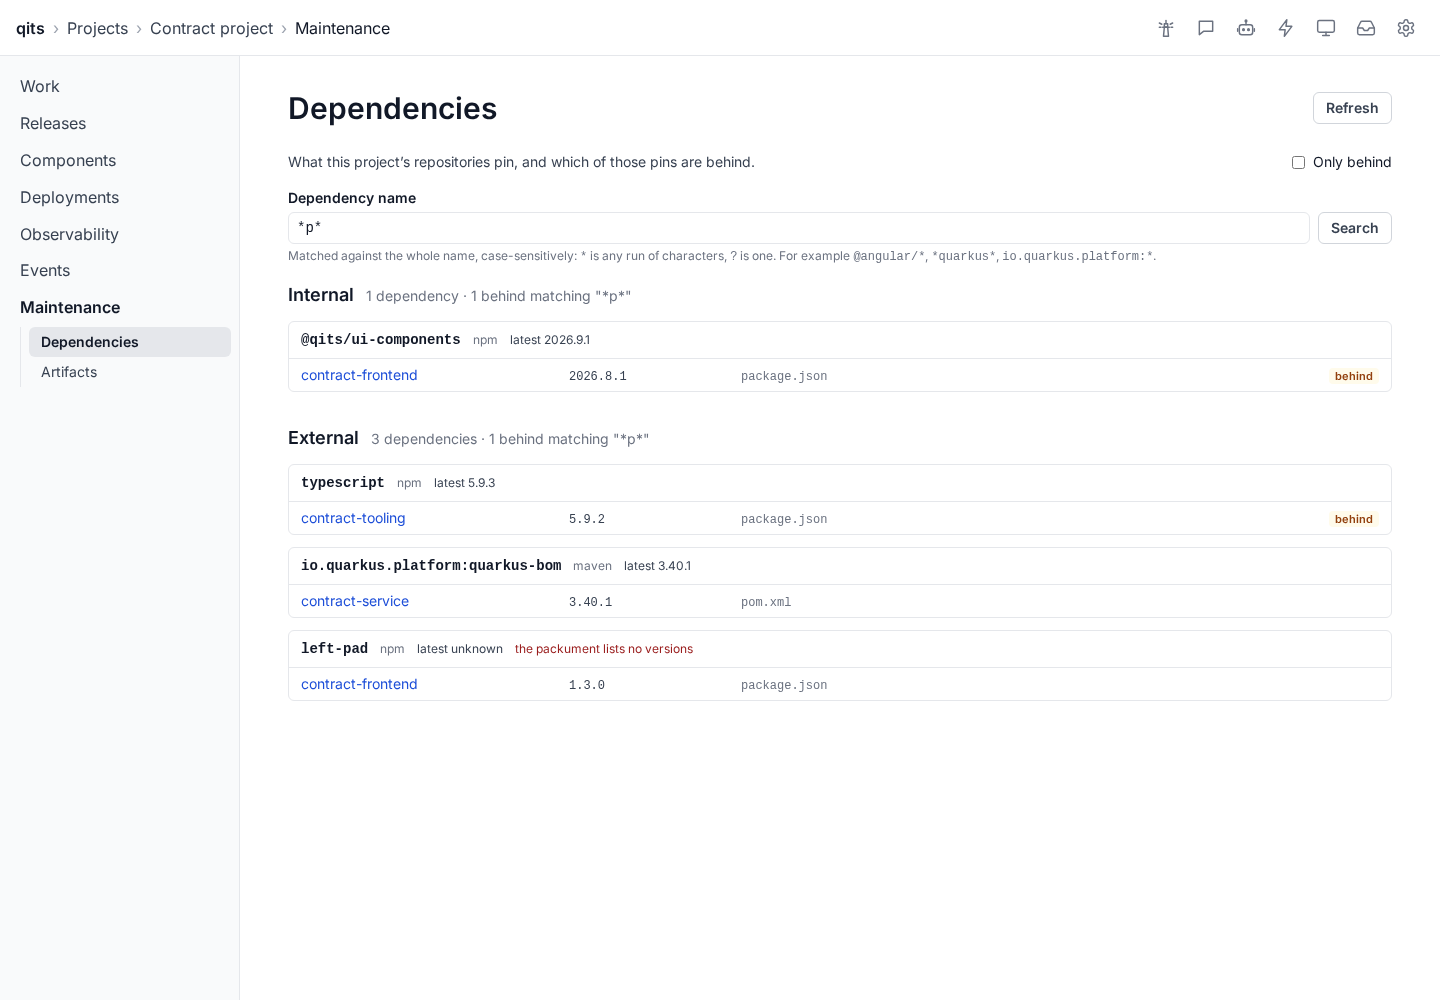 qits › Projects › Contract project › Maintenance
Work
Releases
Components
Deployments
Observability
Events
Maintenance
Dependencies
Artifacts
Dependencies
Refresh
What this project’s repositories pin, and which of those pins are behind.
Only behind
Dependency name
*p*
Search
Matched against the whole name, case-sensitively: * is any run of characters, ? is one. For example @angular/*, *quarkus*, io.quarkus.platform:*.
Internal 1 dependency · 1 behind matching "*p*"
@qits/ui-components npm latest 2026.9.1
contract-frontend 2026.8.1 package.json behind
External 3 dependencies · 1 behind matching "*p*"
typescript npm latest 5.9.3
contract-tooling 5.9.2 package.json behind
io.quarkus.platform:quarkus-bom maven latest 3.40.1
contract-service 3.40.1 pom.xml
left-pad npm latest unknown the packument lists no versions
contract-frontend 1.3.0 package.json